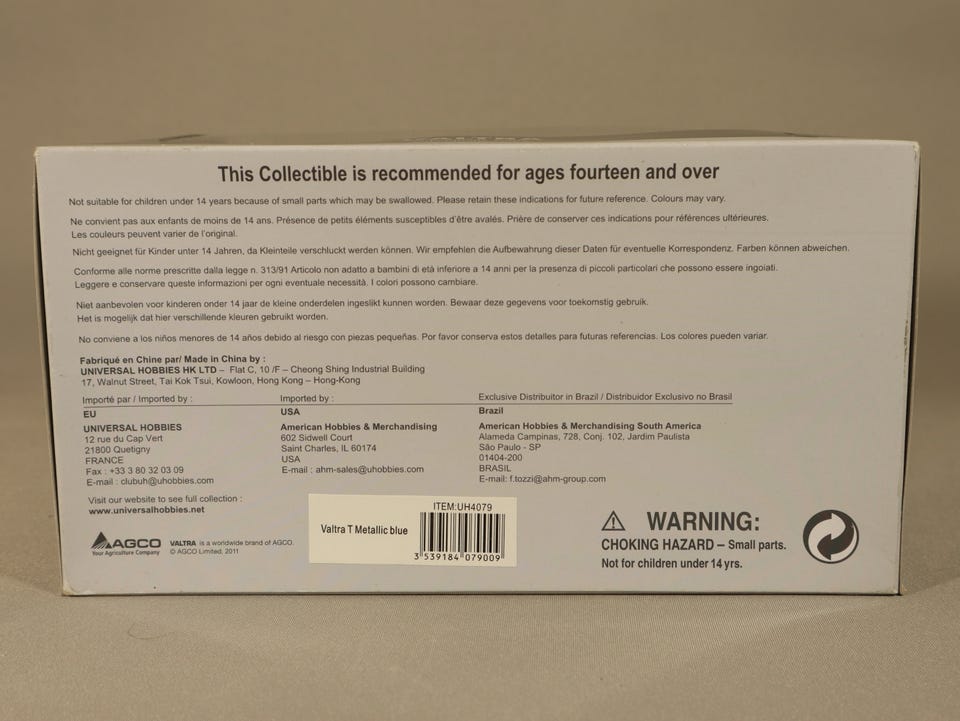 This Collectible is recommended for ages fourteen and over
Not suitable for children under 14 years because of small parts which may be swallowed. Please retain these indications for future reference. Colours may vary.
Ne convient pas aux enfants de moins de 14 ans. Présence de petits éléments susceptibles d'être avalés. Prière de conserver ces indications pour références ultérieures.
Les couleurs peuvent varier de l'original.
Nicht geeignet für Kinder unter 14 Jahren, da Kleinteile verschluckt werden können. Wir empfehlen die Aufbewahrung dieser Daten für eventuelle Korrespondenz. Farben können abweichen.
Conforme alle norme prescritte dalla legge n. 313/91 Articolo non adatto a bambini di età inferiore a 14 anni per la presenza di piccoli particolari che possono essere ingoiati.
Leggere e conservare queste informazioni per ogni eventuale necessità. I colori possono cambiare.
Niet aanbevolen voor kinderen onder 14 jaar de kleine onderdelen ingeslikt kunnen worden. Bewaar deze gegevens voor toekomstig gebruik.
Het is mogelijk dat hier verschillende kleuren gebruikt worden.
No conviene a los niños menores de 14 años debido al riesgo con piezas pequeñas. Por favor conserva estos detalles para futuras referencias. Los colores pueden variar.
Fabriqué en Chine par/ Made in China by :
UNIVERSAL HOBBIES HK LTD – Flat C, 10 /F – Cheong Shing Industrial Building
17, Walnut Street, Tai Kok Tsui, Kowloon, Hong Kong – Hong-Kong
Importé par / Imported by :
EU
UNIVERSAL HOBBIES
12 rue du Cap Vert
21800 Quetigny
FRANCE
Fax : +33 3 80 32 03 09
E-mail : clubuh@uhobbies.com
Imported by :
USA
American Hobbies & Merchandising
602 Sidwell Court
Saint Charles, IL 60174
USA
E-mail : ahm-sales@uhobbies.com
Exclusive Distributor in Brazil / Distribuidor Exclusivo no Brasil
Brazil
American Hobbies & Merchandising South America
Alameda Campinas, 728, Conj. 102, Jardim Paulista
São Paulo - SP
01404-200
BRASIL
E-mail: f.tozzi@ahm-group.com
Visit our website to see full collection :
www.universalhobbies.net
AGCO
Your Agriculture Company
VALTRA is a worldwide brand of AGCO.
© AGCO Limited, 2011
Valtra T Metallic blue
ITEM:UH4079
3 539184 079009
WARNING:
CHOKING HAZARD – Small parts.
Not for children under 14 yrs.